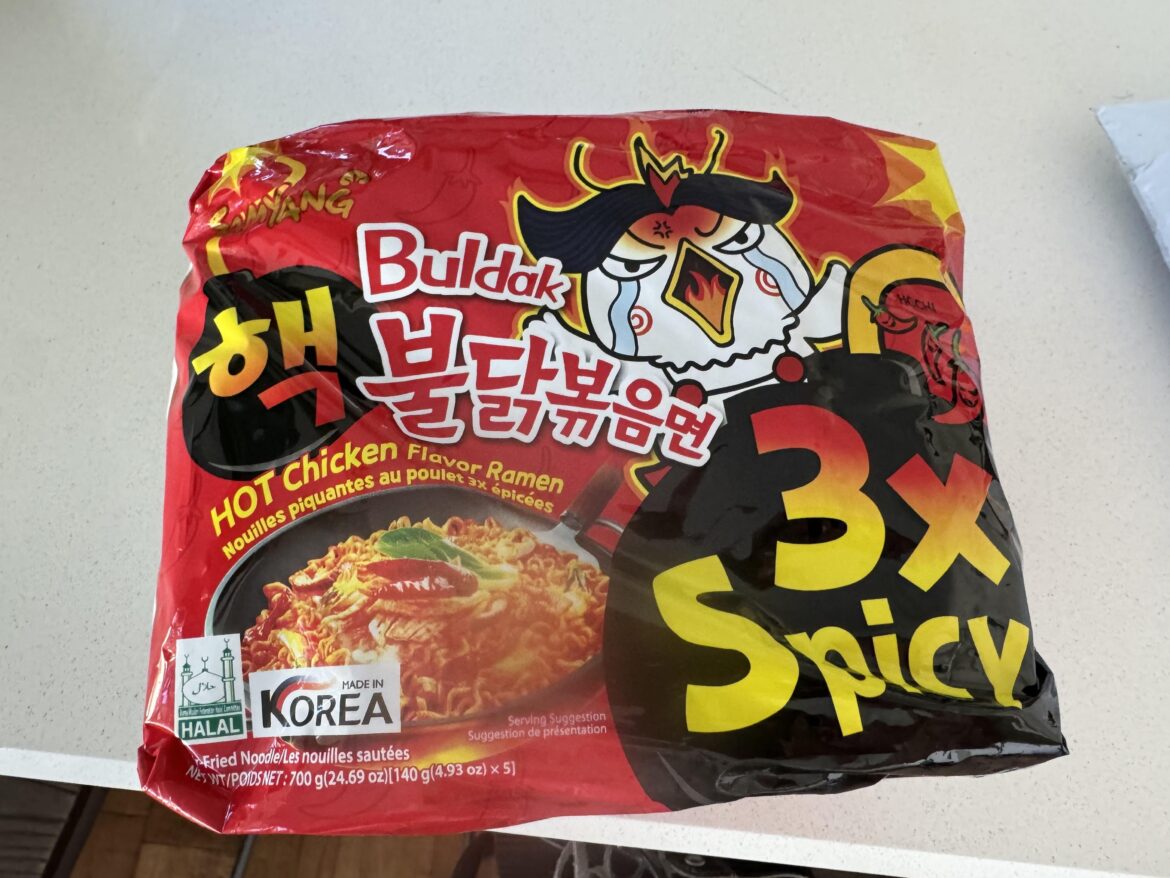 SAMYANG
Buldak
핵
불닭볶음면
HOCHI
HOT Chicken Flavor Ramen
Nouilles piquantes au poulet 3x épicées
3x
Spicy
حلال
HALAL
MADE IN
KOREA
Serving Suggestion
Suggestion de présentation
Fried Noodle/Les nouilles sautées
NET WT/POIDS NET : 700 g(24.69 oz)[140 g(4.93 oz) × 5]